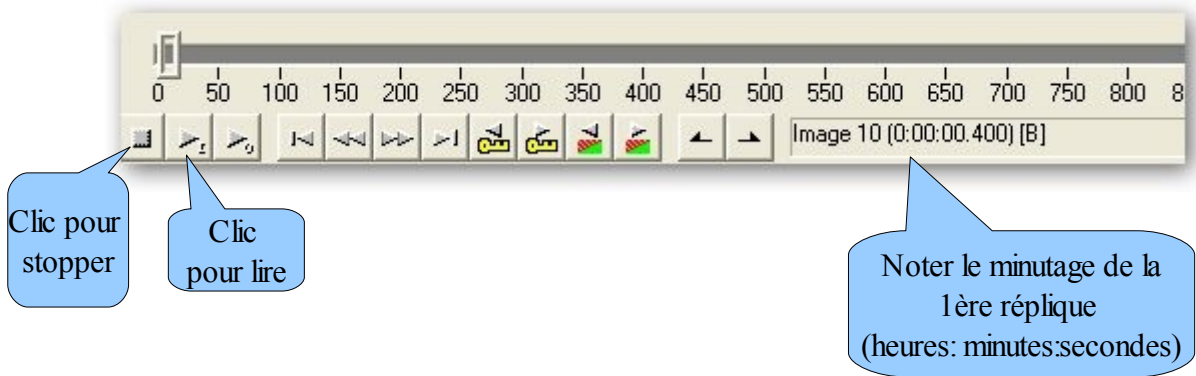 0 50 100 150 200 250 300 350 400 450 500 550 600 650 700 750 800 8
Image 10 (0:00:00.400) [B]
Clic pour
stopper
Clic
pour lire
Noter le minutage de la
1ère réplique
(heures: minutes:secondes)